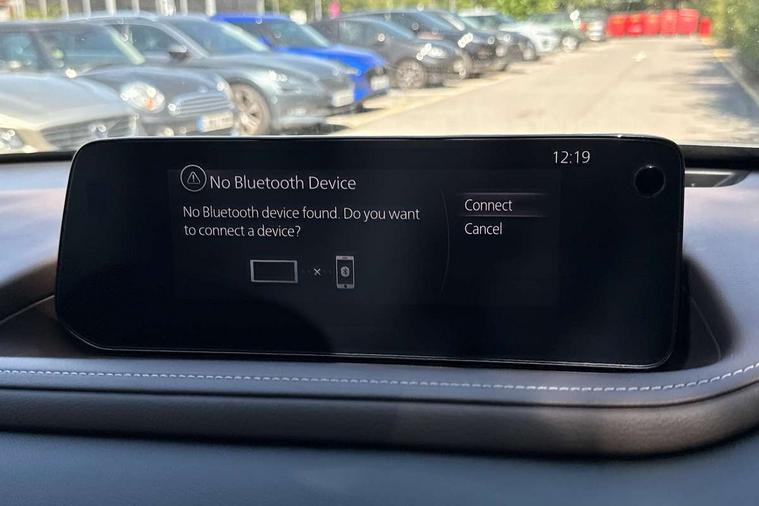 12:19
No Bluetooth Device
No Bluetooth device found. Do you want
to connect a device?
Connect
Cancel